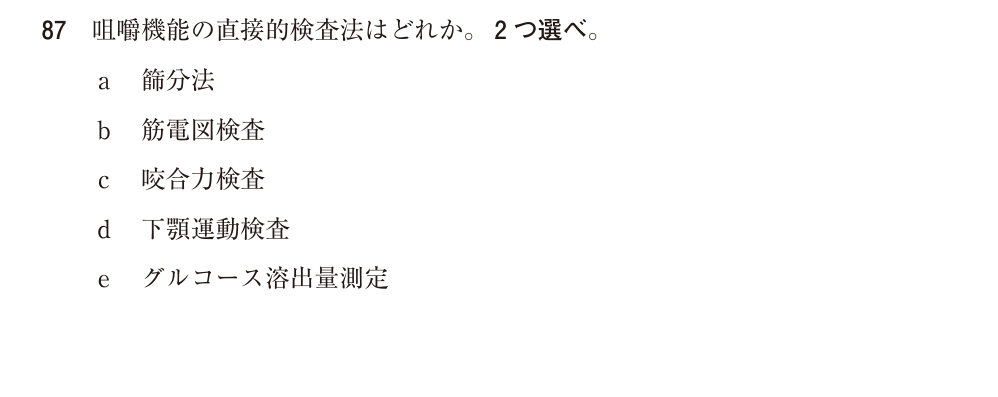 87 咀嚼機能の直接的検査法はどれか。2つ選べ。
a 篩分法
b 筋電図検査
c 咬合力検査
d 下顎運動検査
e グルコース溶出量測定